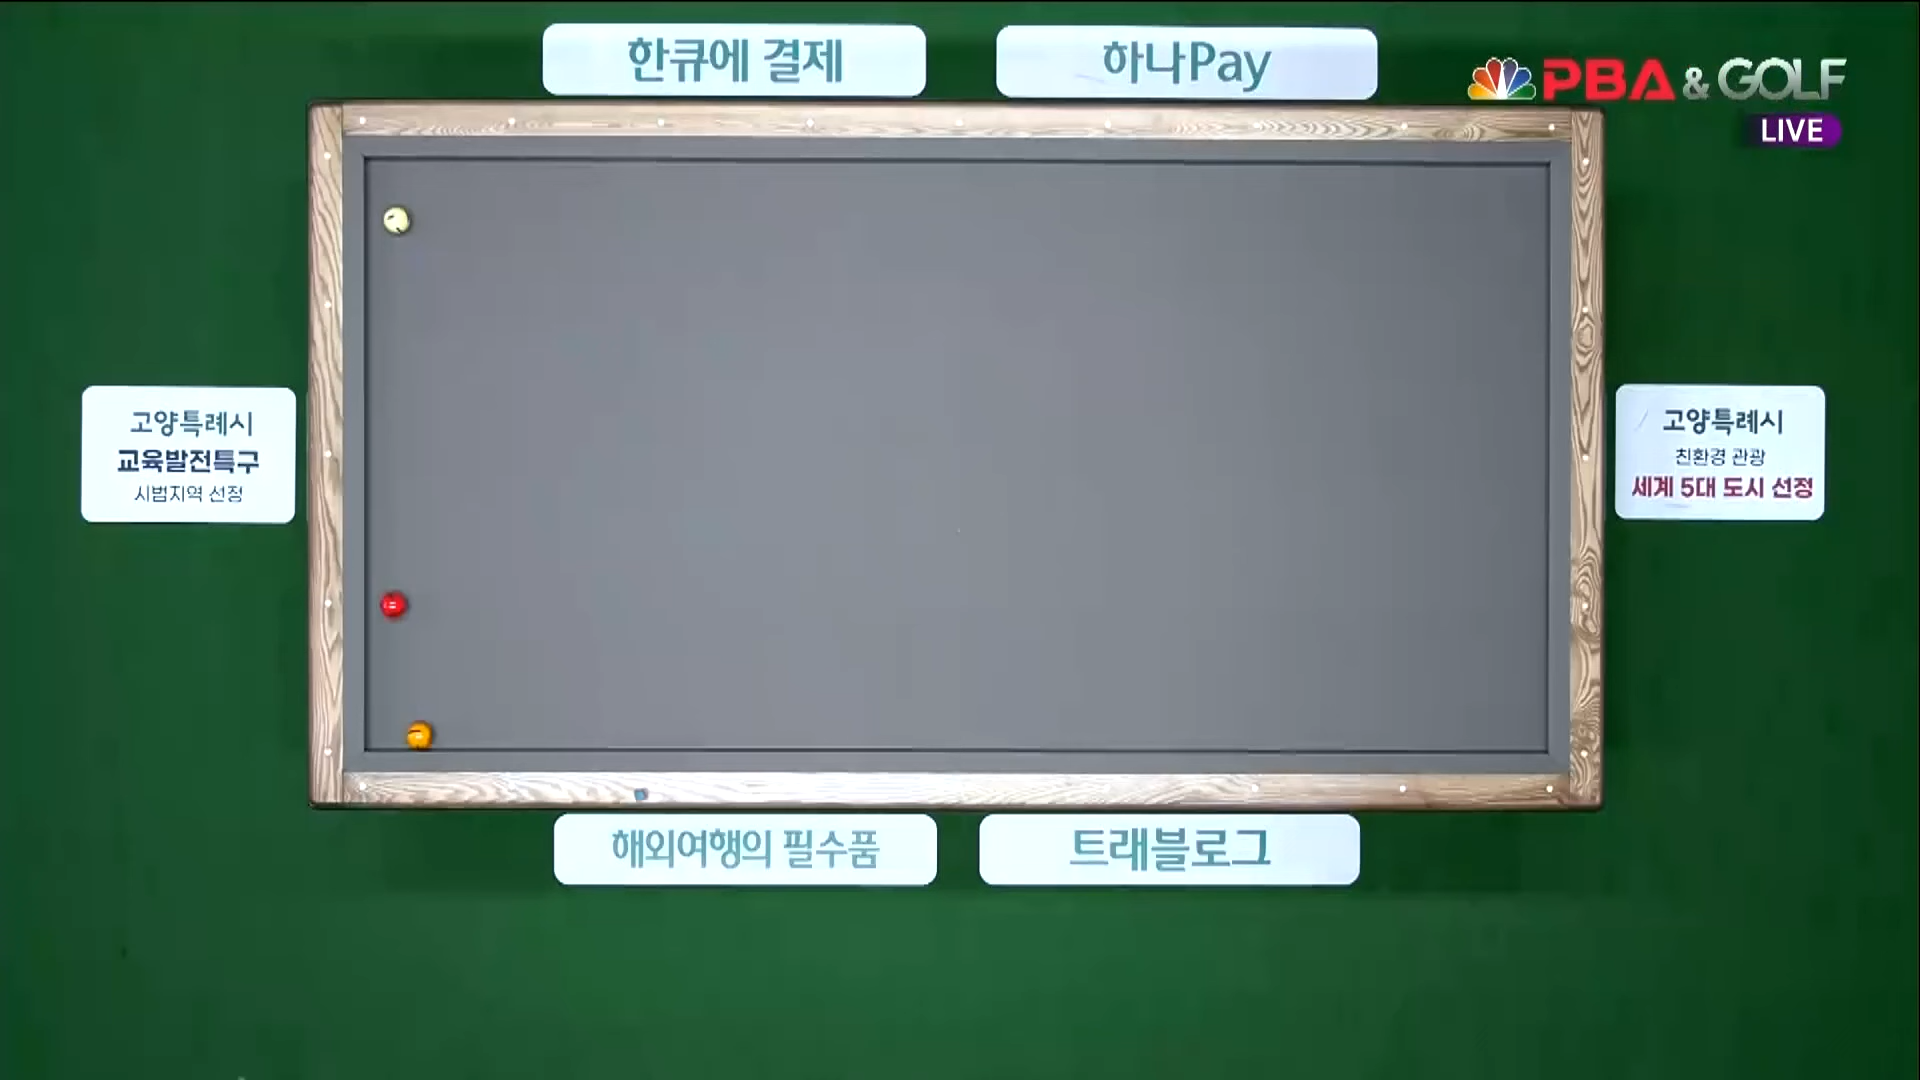 한큐에 결제
하나Pay
PBA & GOLF
LIVE
고양특례시
교육발전특구
시범지역 선정
고양특례시
친환경 관광
세계 5대 도시 선정
해외여행의 필수품
트래블로그